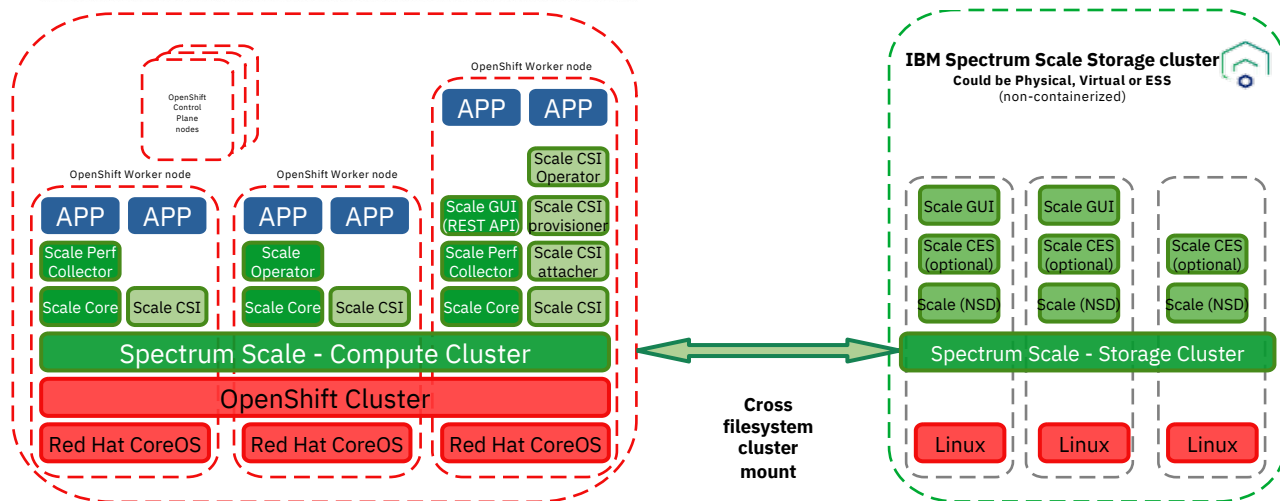 OpenShift
Control
Plane
nodes
OpenShift Worker node
APP
APP
Scale Perf
Collector
Scale Core
Scale CSI
OpenShift Worker node
APP
APP
Scale
Operator
Scale Core
Scale CSI
OpenShift Worker node
APP
APP
Scale CSI
Operator
Scale GUI
(REST API)
Scale CSI
provisioner
Scale Perf
Collector
Scale CSI
attacher
Scale Core
Scale CSI
Spectrum Scale - Compute Cluster
OpenShift Cluster
Red Hat CoreOS
Red Hat CoreOS
Red Hat CoreOS
Cross
filesystem
cluster
mount
IBM Spectrum Scale Storage cluster
Could be Physical, Virtual or ESS
(non-containerized)
Scale GUI
Scale GUI
Scale CES
(optional)
Scale CES
(optional)
Scale CES
(optional)
Scale (NSD)
Scale (NSD)
Scale (NSD)
Spectrum Scale - Storage Cluster
Linux
Linux
Linux